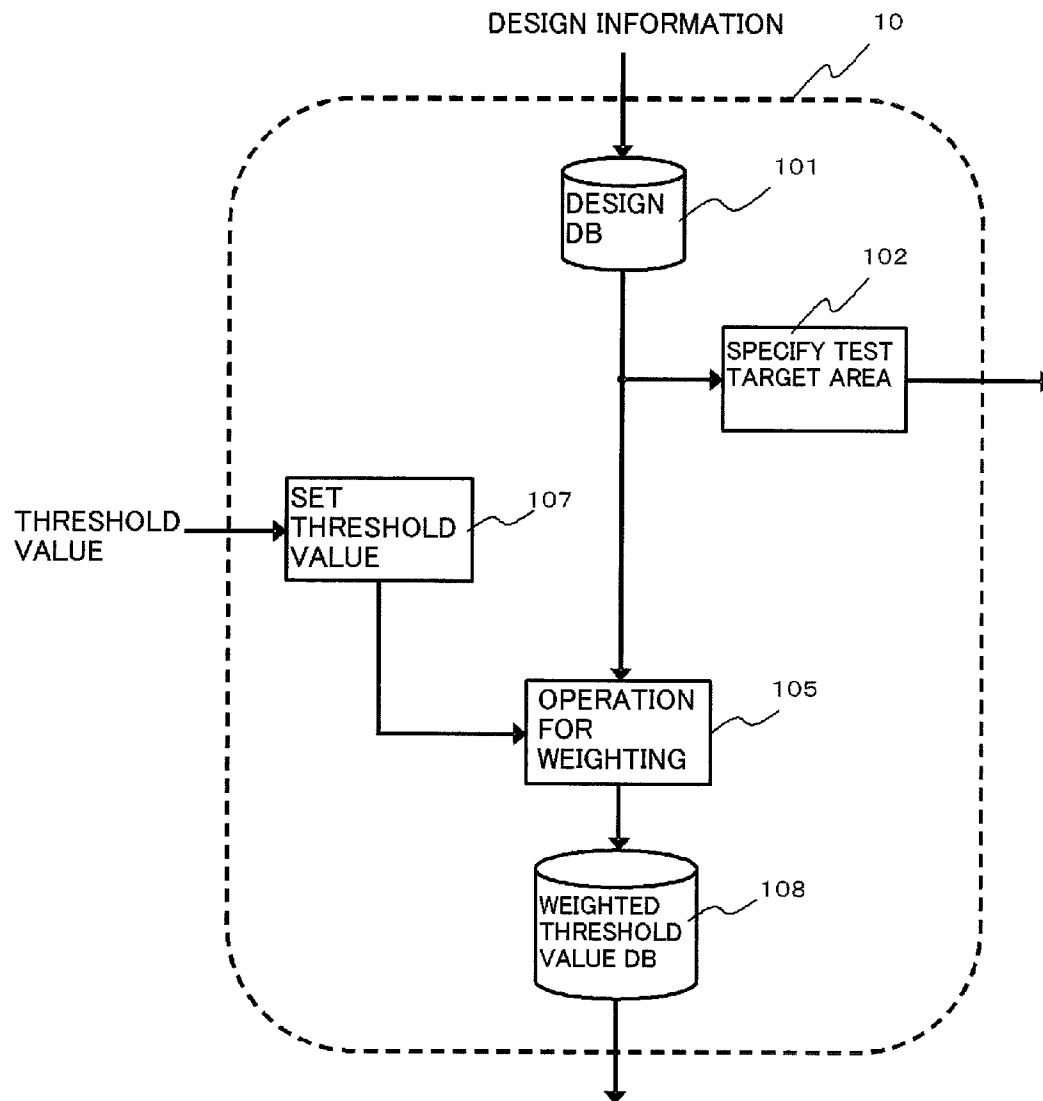 DESIGN INFORMATION
10
101
DESIGN
DB
102
SPECIFY TEST
TARGET AREA
SET
THRESHOLD
VALUE
107
THRESHOLD
VALUE
105
OPERATION
FOR
WEIGHTING
108
WEIGHTED
THRESHOLD
VALUE DB